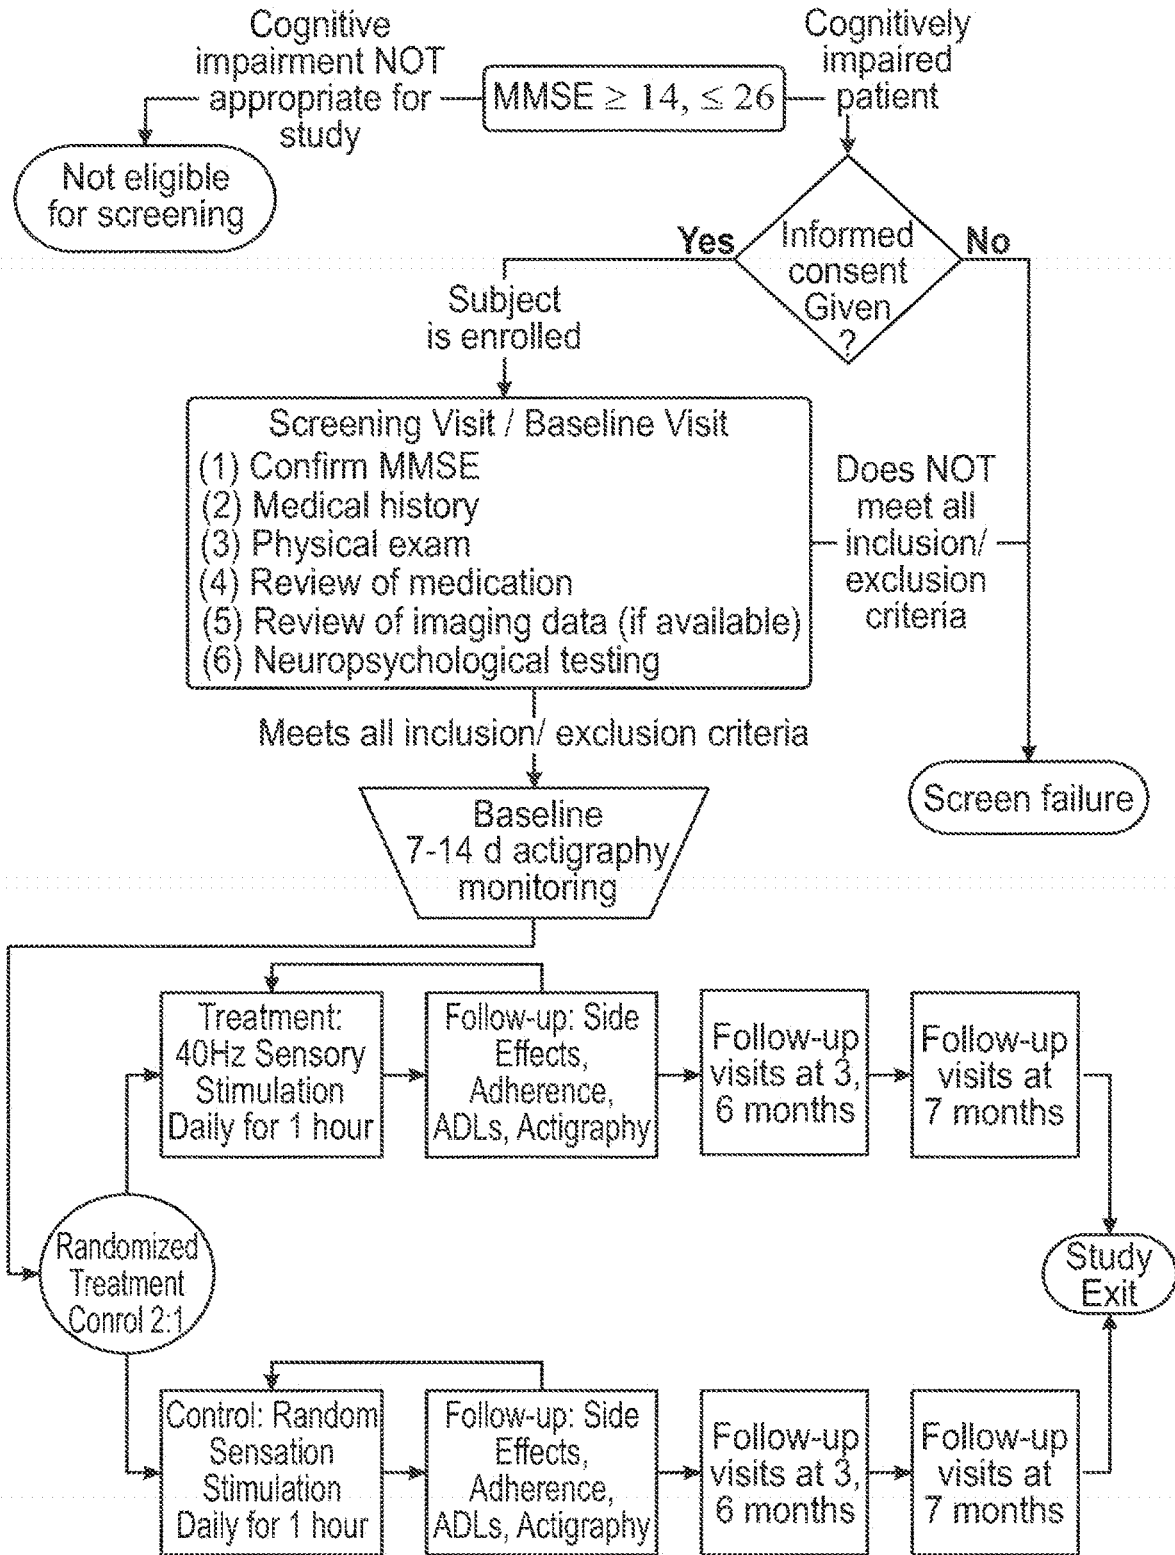 Cognitive
impairment NOT
appropriate for
study
MMSE ≥ 14, ≤ 26
Cognitively
impaired
patient
Not eligible
for screening
Yes
Informed
consent
Given
?
No
Subject
is enrolled
Screening Visit / Baseline Visit
(1) Confirm MMSE
(2) Medical history
(3) Physical exam
(4) Review of medication
(5) Review of imaging data (if available)
(6) Neuropsychological testing
Does NOT
meet all
inclusion/
exclusion
criteria
Meets all inclusion/ exclusion criteria
Screen failure
Baseline
7-14 d actigraphy
monitoring
Treatment:
40Hz Sensory
Stimulation
Daily for 1 hour
Follow-up: Side
Effects,
Adherence,
ADLs, Actigraphy
Follow-up
visits at 3,
6 months
Follow-up
visits at
7 months
Randomized
Treatment
Conrol 2:1
Study
Exit
Control: Random
Sensation
Stimulation
Daily for 1 hour
Follow-up: Side
Effects,
Adherence,
ADLs, Actigraphy
Follow-up
visits at 3,
6 months
Follow-up
visits at
7 months